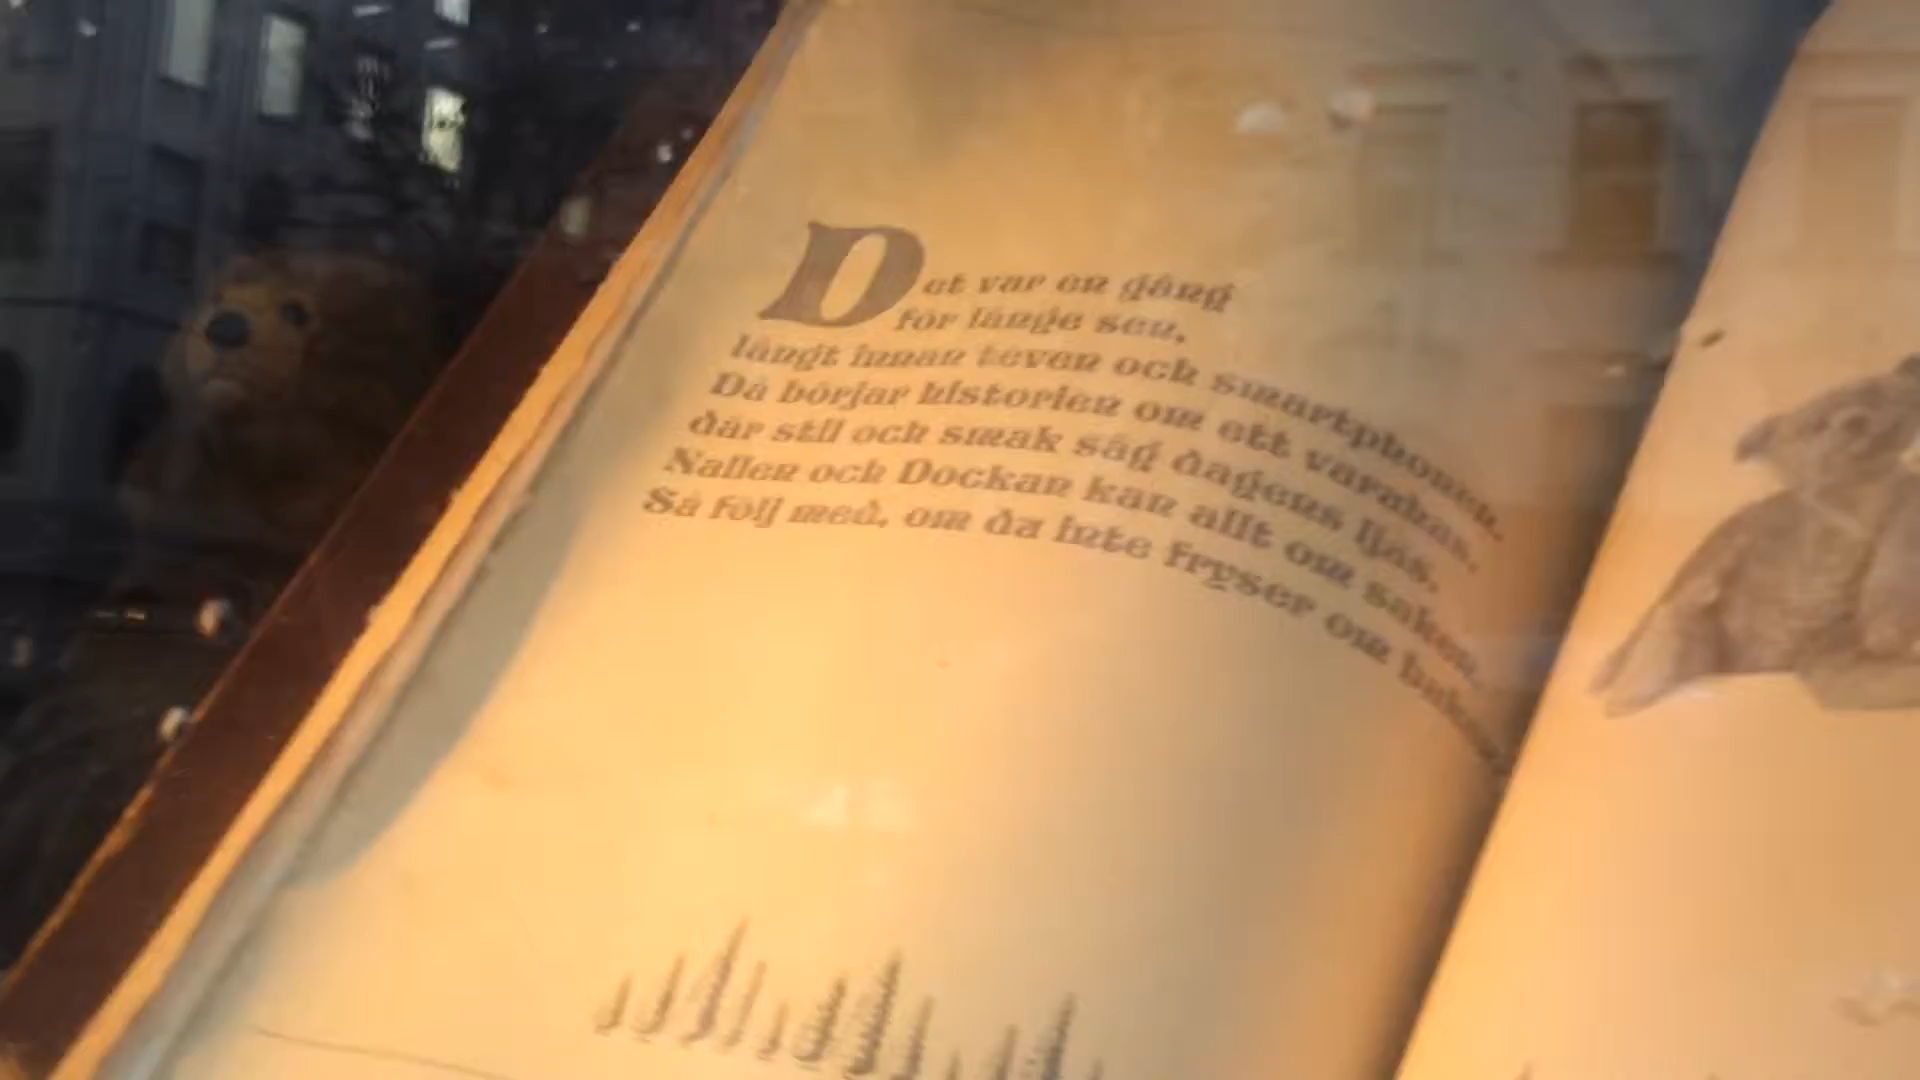 Det var en gång
för länge sen,
långt innan teven och smartphonen.
Då börjar historien om ett varuhus,
där stil och smak såg dagens ljus.
Nallen och Dockan kan allt om saken.
Så följ med, om du inte fryser om